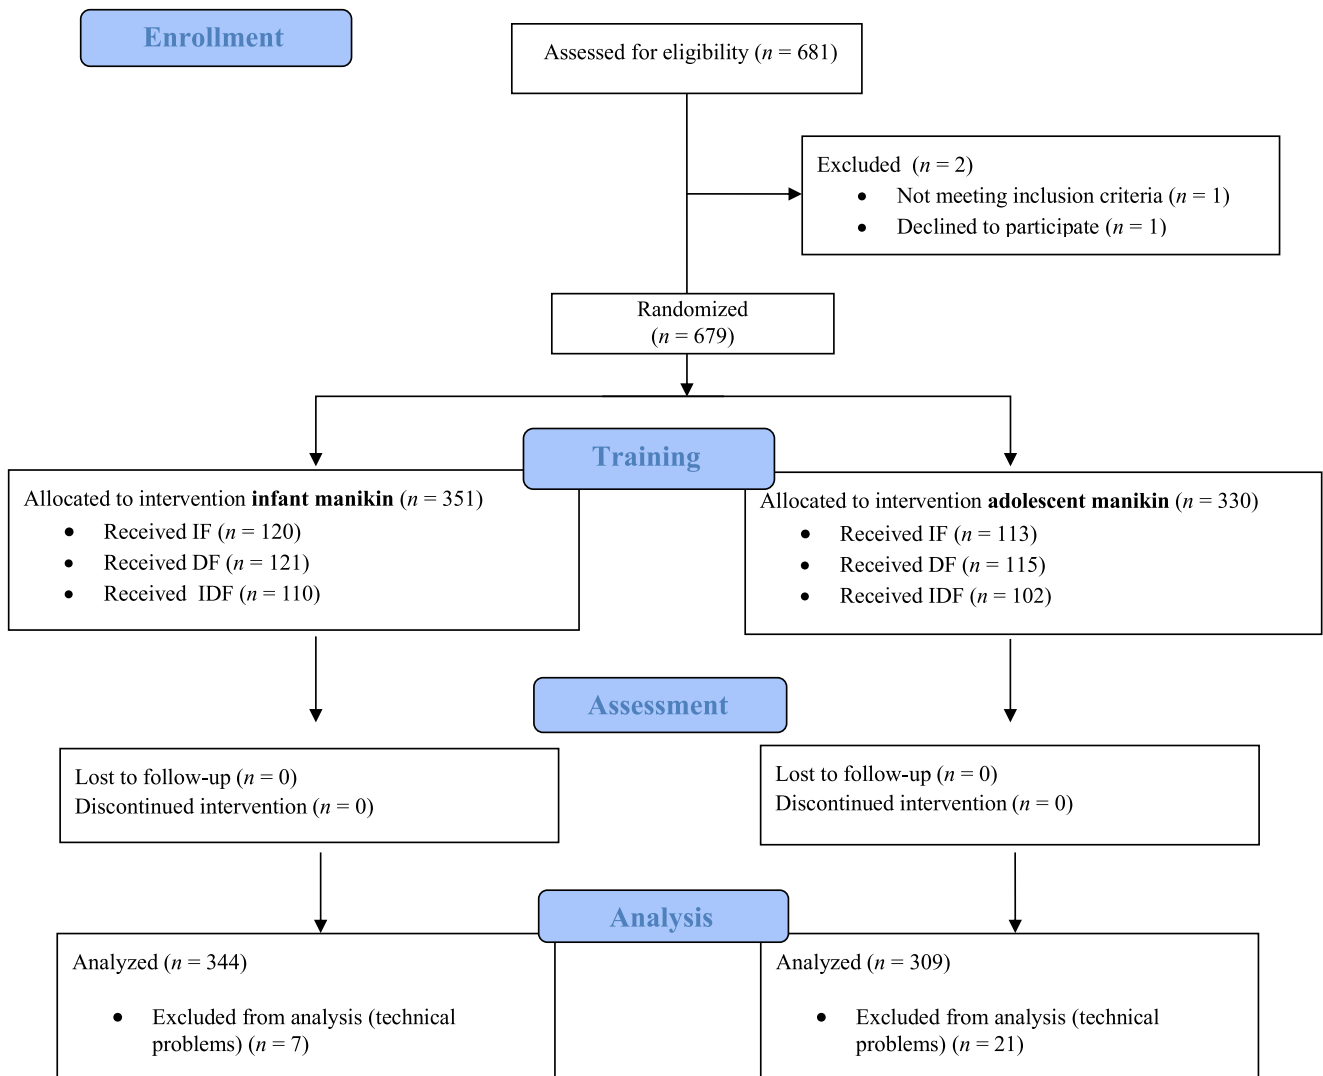 Enrollment
Assessed for eligibility (n = 681)
Excluded (n = 2)
• Not meeting inclusion criteria (n = 1)
• Declined to participate (n = 1)
Randomized
(n = 679)
Training
Allocated to intervention infant manikin (n = 351)
• Received IF (n = 120)
• Received DF (n = 121)
• Received IDF (n = 110)
Allocated to intervention adolescent manikin (n = 330)
• Received IF (n = 113)
• Received DF (n = 115)
• Received IDF (n = 102)
Assessment
Lost to follow-up (n = 0)
Discontinued intervention (n = 0)
Lost to follow-up (n = 0)
Discontinued intervention (n = 0)
Analysis
Analyzed (n = 344)
• Excluded from analysis (technical
problems) (n = 7)
Analyzed (n = 309)
• Excluded from analysis (technical
problems) (n = 21)